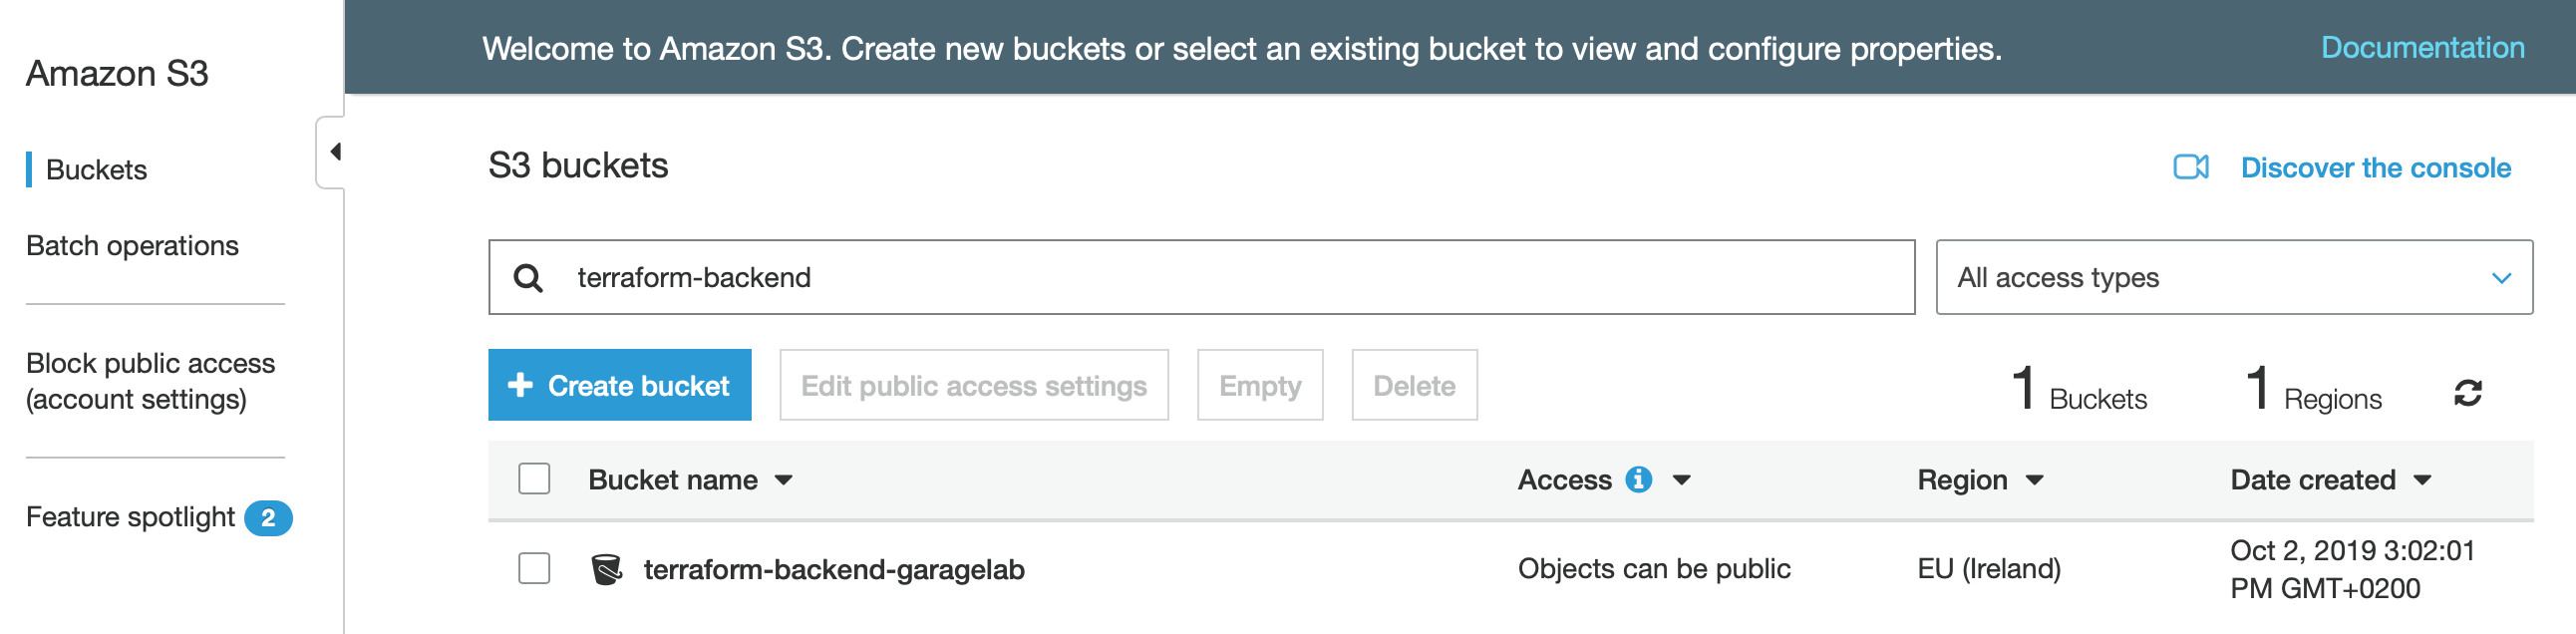 Welcome to Amazon S3. Create new buckets or select an existing bucket to view and configure properties.
Documentation
Amazon S3
Buckets
Batch operations
Block public access
(account settings)
Feature spotlight 2
S3 buckets
Discover the console
terraform-backend
All access types
Create bucket
Edit public access settings
Empty
Delete
1 Buckets
1 Regions
Bucket name
Access
Region
Date created
terraform-backend-garagelab
Objects can be public
EU (Ireland)
Oct 2, 2019 3:02:01
PM GMT+0200